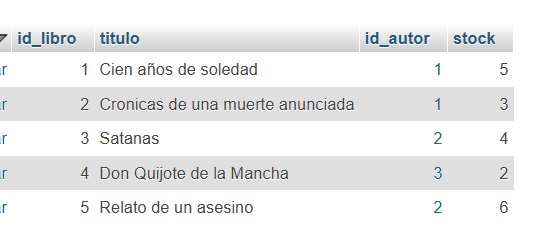 id_libro titulo id_autor stock
ar 1 Cien años de soledad 1 5
ar 2 Cronicas de una muerte anunciada 1 3
ar 3 Satanas 2 4
ar 4 Don Quijote de la Mancha 3 2
ar 5 Relato de un asesino 2 6